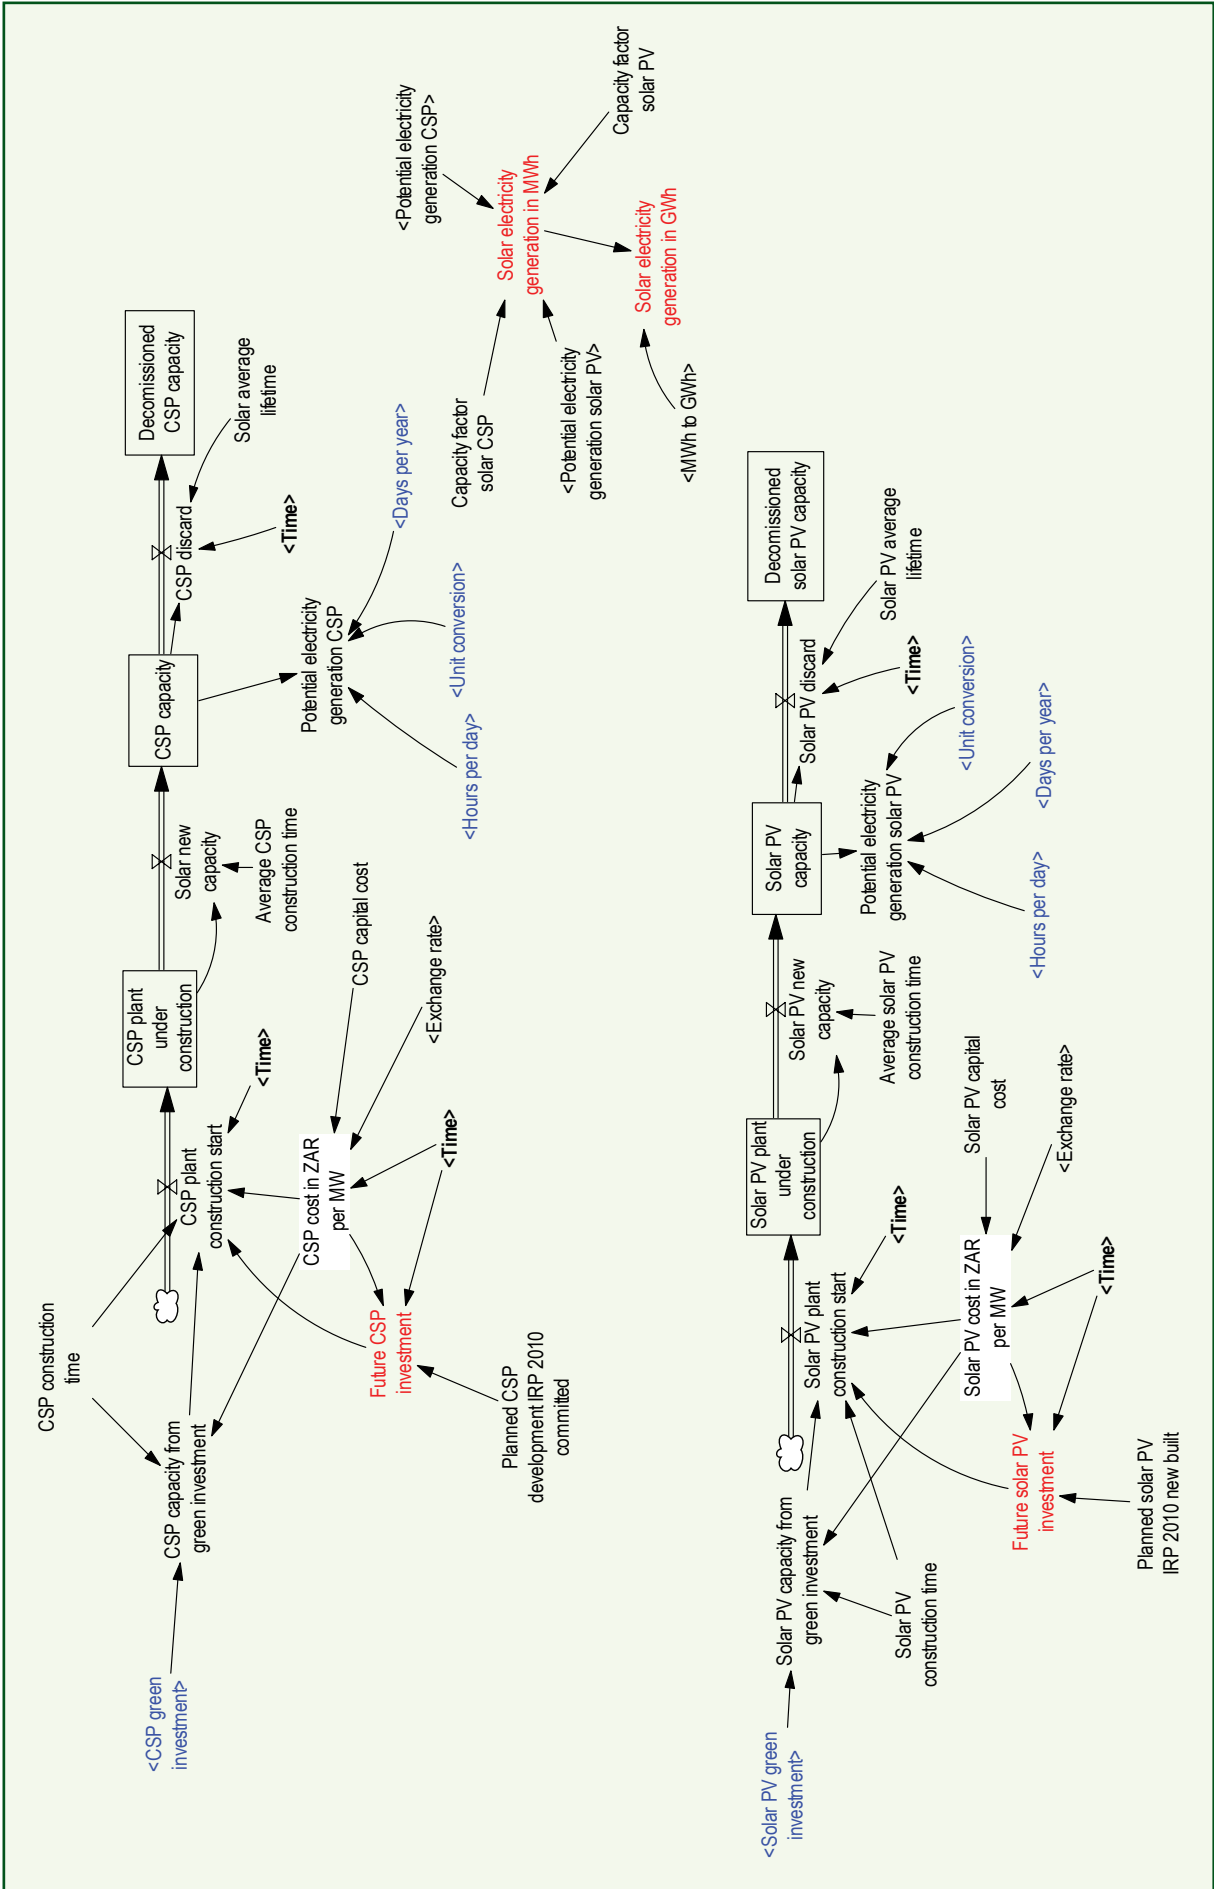 CSP construction
time
<CSP green
investment>
CSP capacity from
green investment
CSP plant
construction start
<Time>
CSP plant
under
construction
Solar new
capacity
Average CSP
construction time
CSP capacity
CSP discard
<Time>
Solar average
lifetime
Decomissioned
CSP capacity
CSP cost in ZAR
per MW
CSP capital cost
<Exchange rate>
<Time>
Future CSP
investment
Planned CSP
development IRP 2010
committed
Potential electricity
generation CSP
<Hours per day>
<Unit conversion>
<Days per year>
<Potential electricity
generation CSP>
Capacity factor
solar CSP
Solar electricity
generation in MWh
Capacity factor
solar PV
<Potential electricity
generation solar PV>
Solar electricity
generation in GWh
<MWh to GWh>
<Solar PV green
investment>
Solar PV capacity from
green investment
Solar PV
construction time
Solar PV plant
construction start
<Time>
Solar PV plant
under
construction
Solar PV new
capacity
Average solar PV
construction time
Solar PV
capacity
Solar PV discard
<Time>
Solar PV average
lifetime
Decomissioned
solar PV capacity
Solar PV cost in ZAR
per MW
Solar PV capital
cost
<Exchange rate>
<Time>
Future solar PV
investment
Planned solar PV
IRP 2010 new built
Potential electricity
generation solar PV
<Hours per day>
<Days per year>
<Unit conversion>